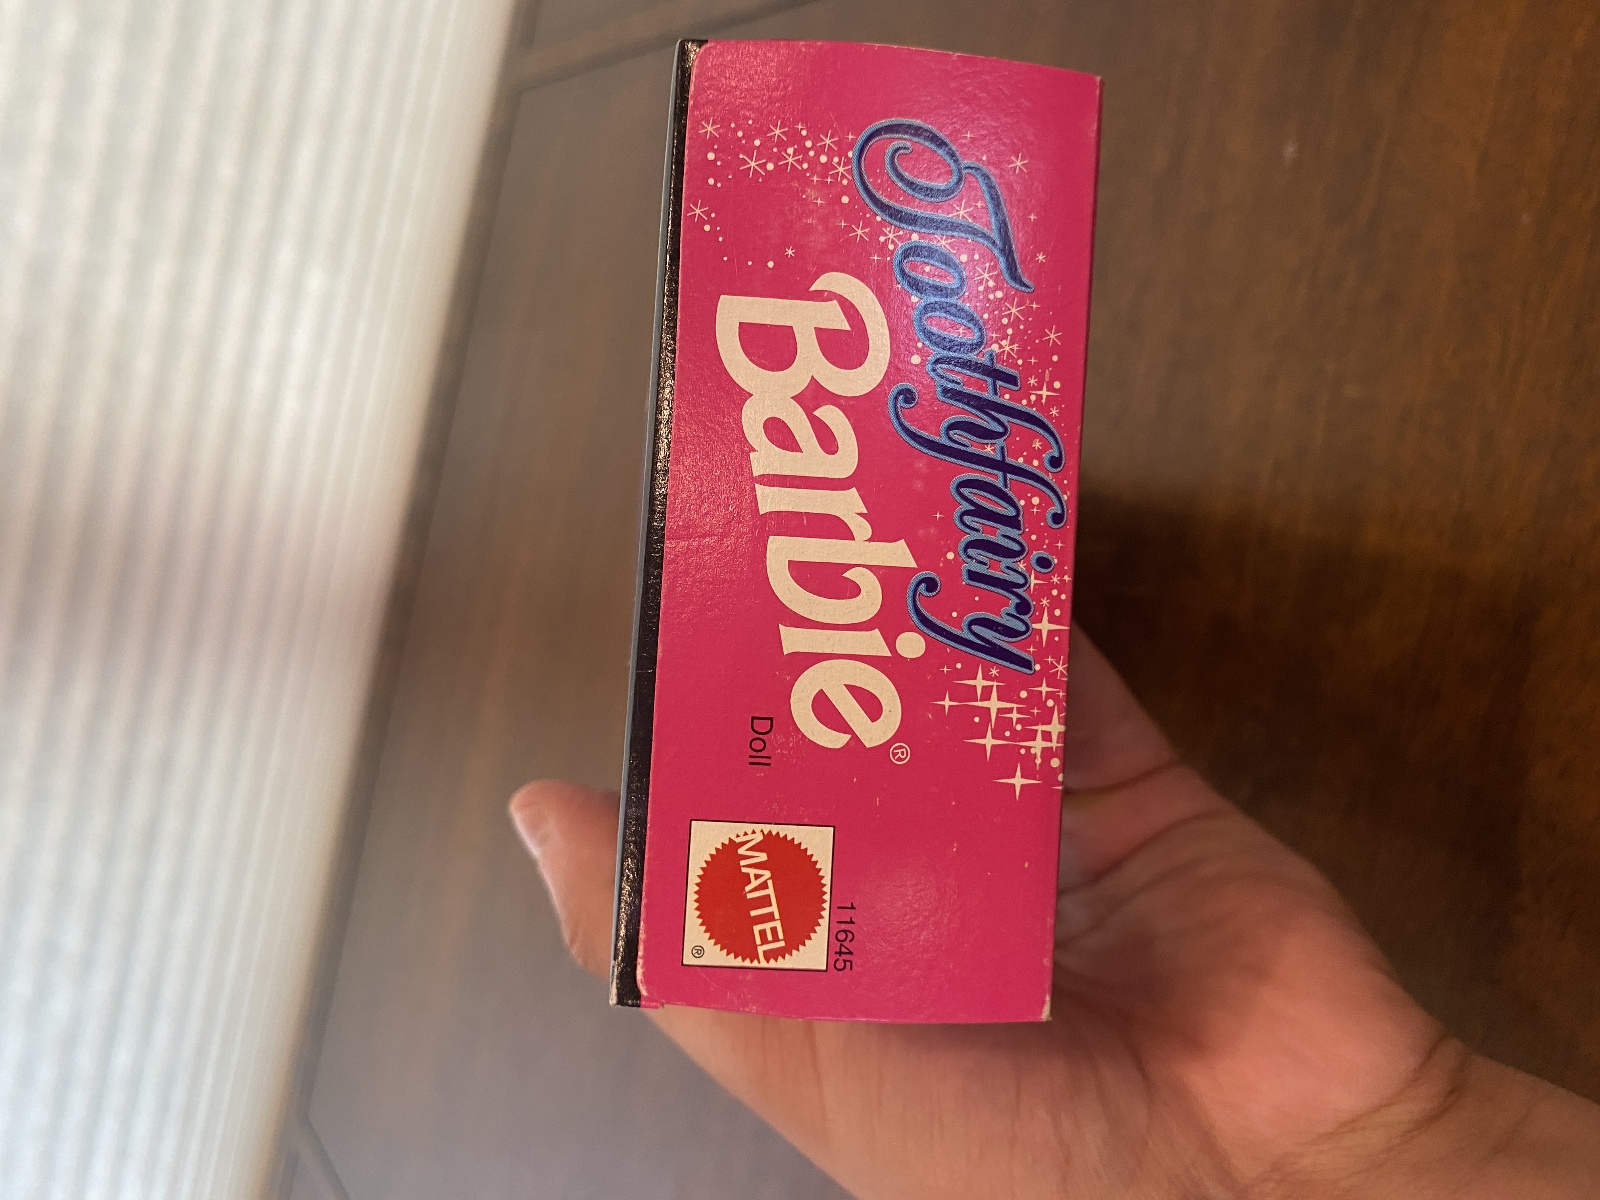 Toothfairy
Barbie®
Doll
11645
MATTEL
®